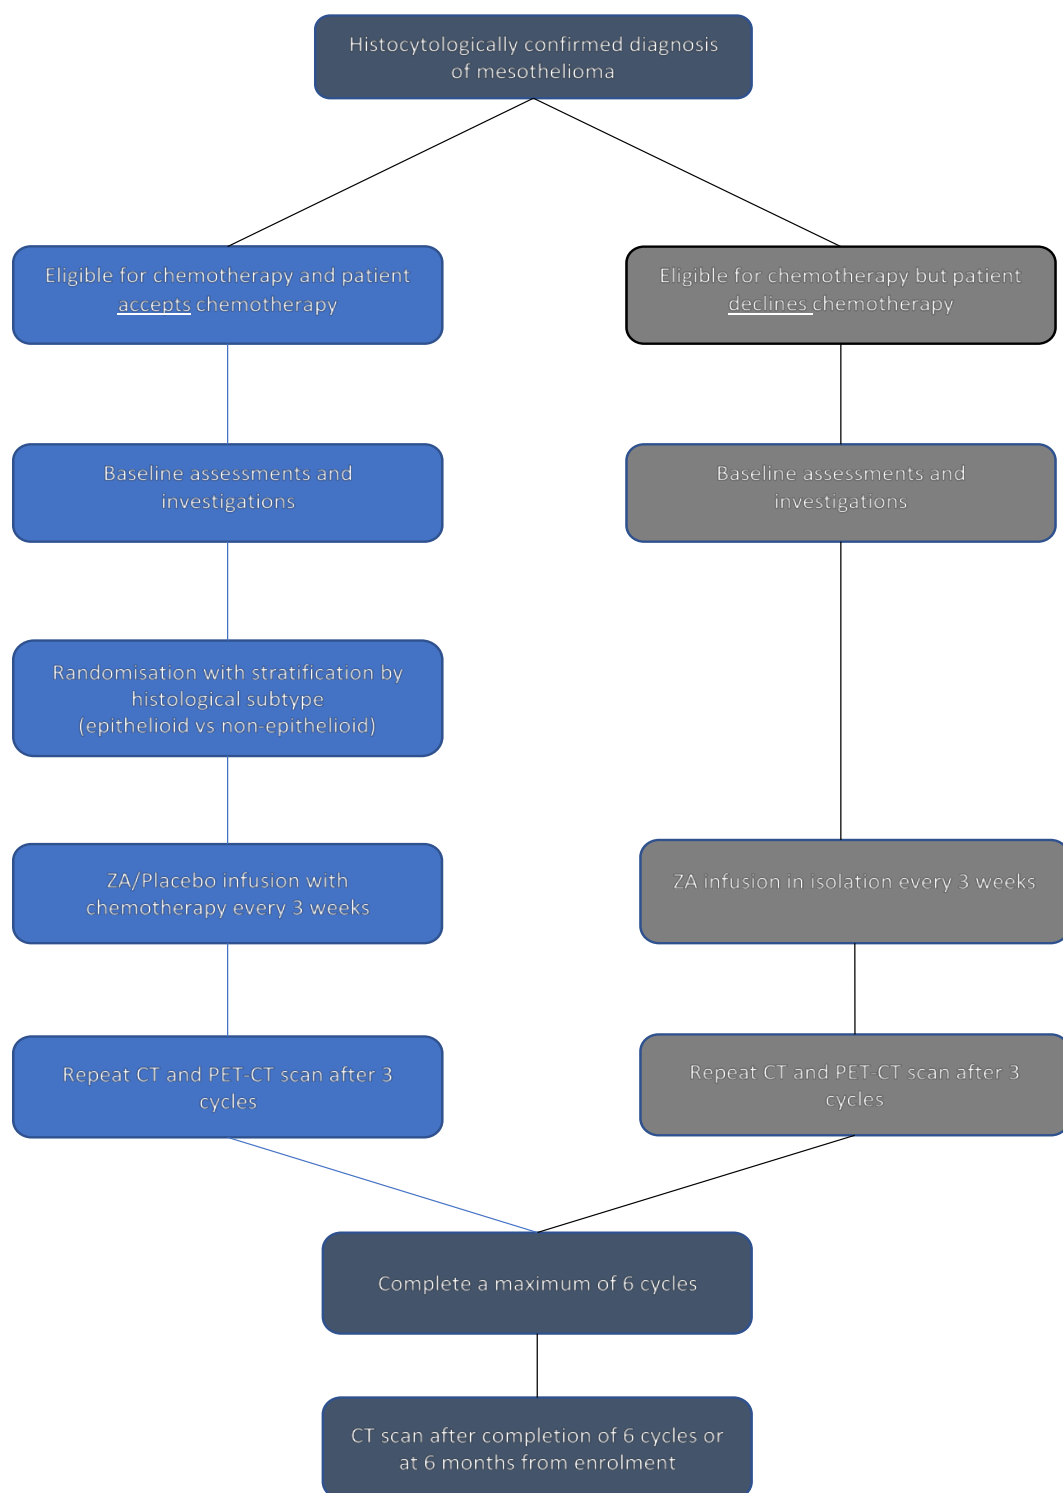 Histocytologically confirmed diagnosis
of mesothelioma
Eligible for chemotherapy and patient
accepts chemotherapy
Eligible for chemotherapy but patient
declines chemotherapy
Baseline assessments and
investigations
Baseline assessments and
investigations
Randomisation with stratification by
histological subtype
(epithelioid vs non-epithelioid)
ZA/Placebo infusion with
chemotherapy every 3 weeks
ZA infusion in isolation every 3 weeks
Repeat CT and PET-CT scan after 3
cycles
Repeat CT and PET-CT scan after 3
cycles
Complete a maximum of 6 cycles
CT scan after completion of 6 cycles or
at 6 months from enrolment